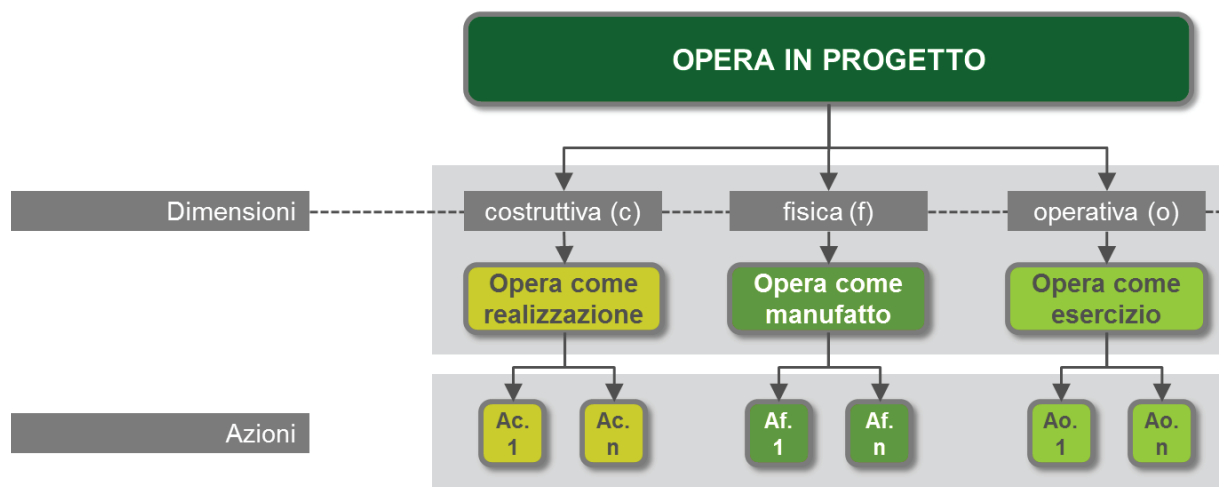 OPERA IN PROGETTO
Dimensioni
costruttiva (c)
fisica (f)
operativa (o)
Opera come
realizzazione
Opera come
manufatto
Opera come
esercizio
Azioni
Ac.
1
Ac.
n
Af.
1
Af.
n
Ao.
1
Ao.
n